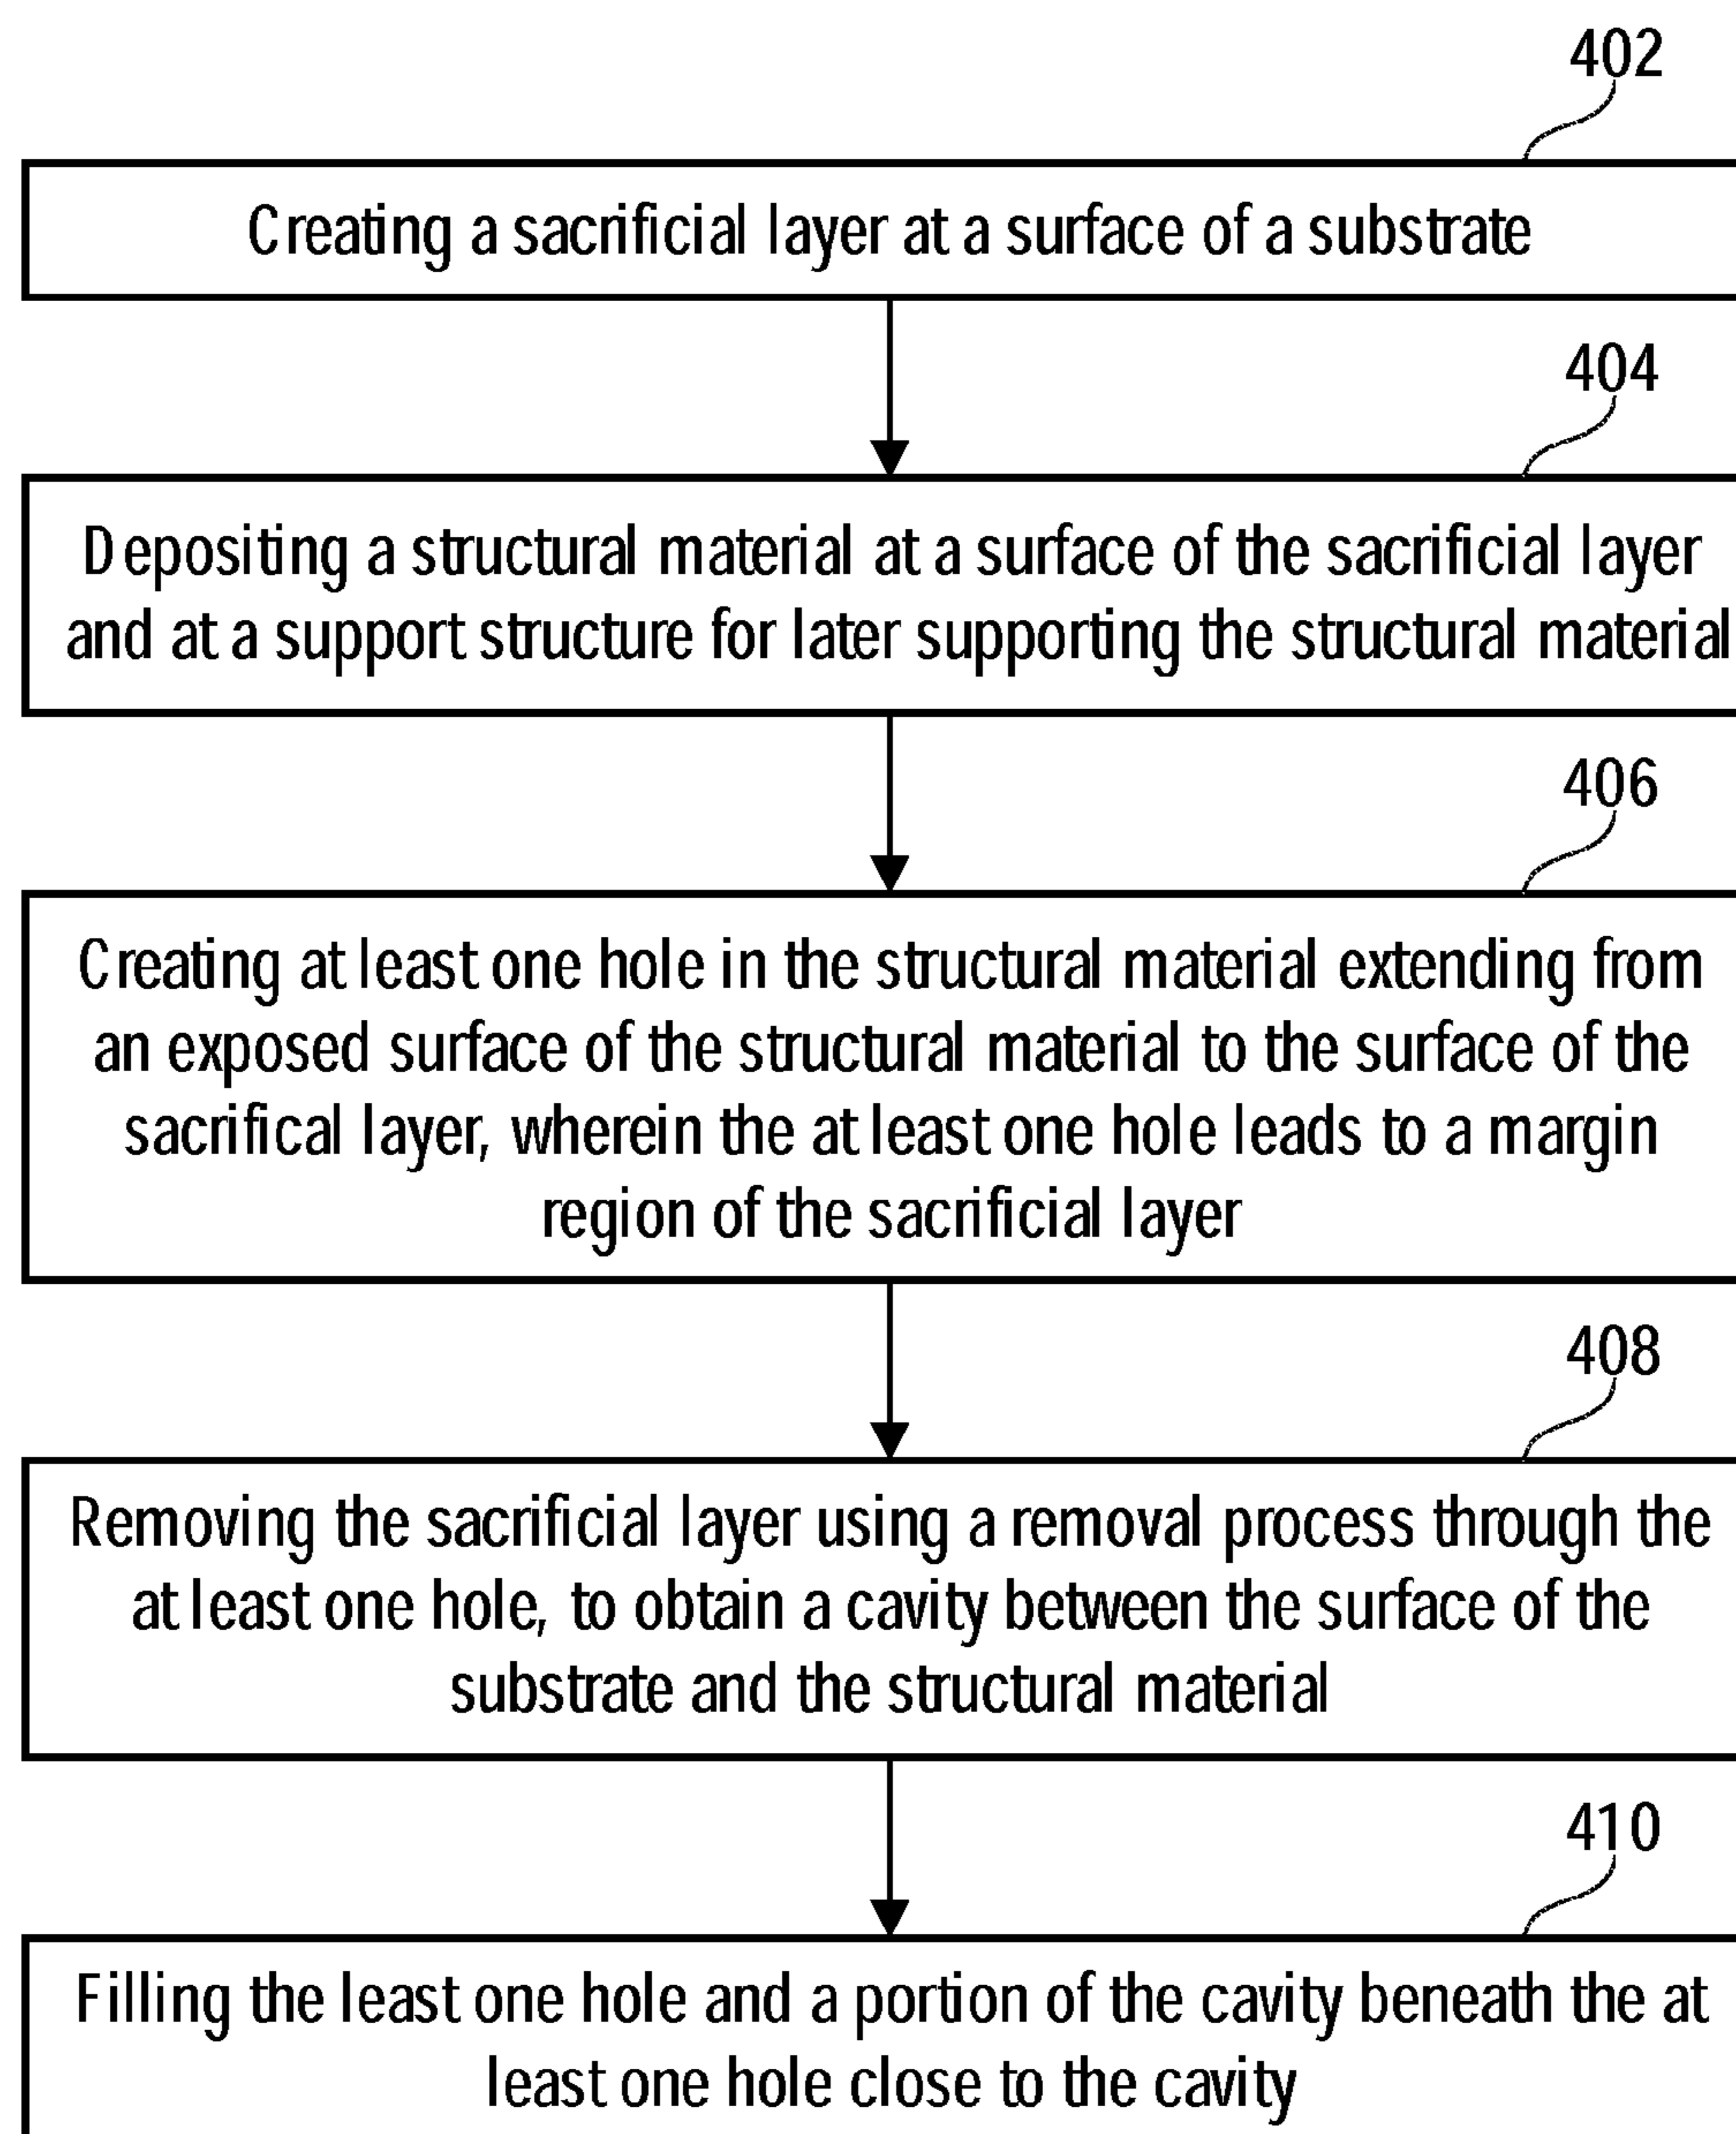 402
Creating a sacrificial layer at a surface of a substrate
404
Depositing a structural material at a surface of the sacrificial layer
and at a support structure for later supporting the structural material
406
Creating at least one hole in the structural material extending from
an exposed surface of the structural material to the surface of the
sacrifical layer, wherein the at least one hole leads to a margin
region of the sacrificial layer
408
Removing the sacrificial layer using a removal process through the
at least one hole, to obtain a cavity between the surface of the
substrate and the structural material
410
Filling the least one hole and a portion of the cavity beneath the at
least one hole close to the cavity